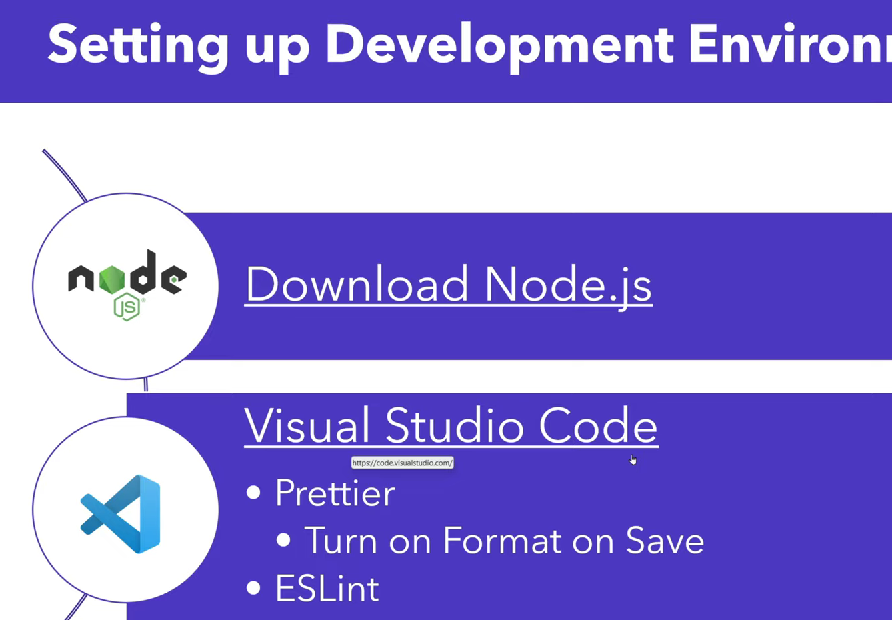 Setting up Development Environ
node
JS
Download Node.js
Visual Studio Code
https://code.visualstudio.com/
• Prettier
• Turn on Format on Save
• ESLint